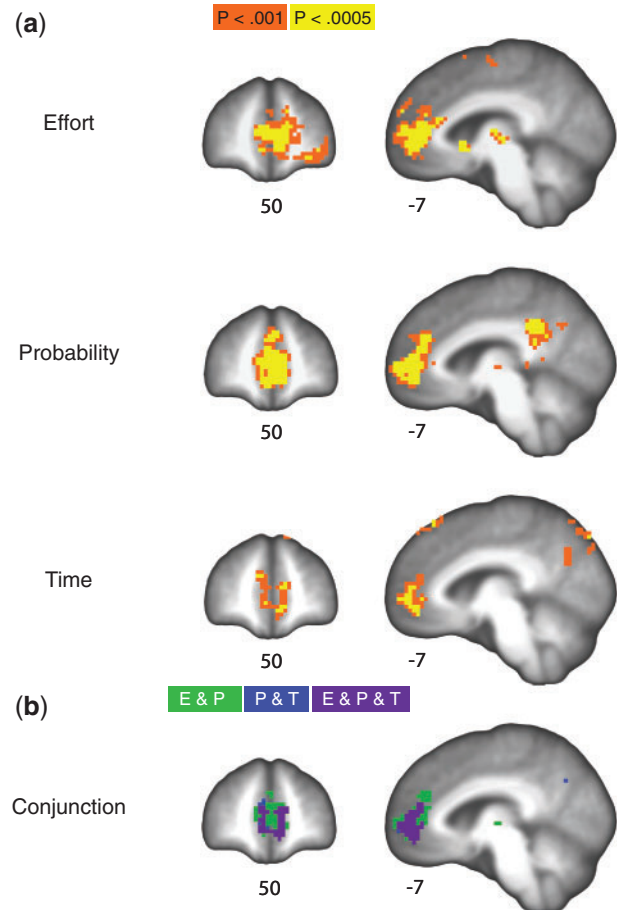 (a)
P < .001 P < .0005
Effort
50 -7
Probability
50 -7
Time
50 -7
(b)
E & P P & T E & P & T
Conjunction
50 -7